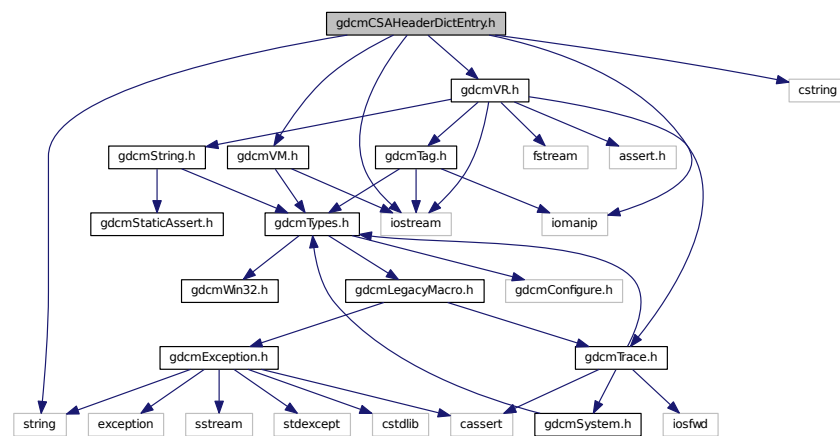 gdcmCSAHeaderDictEntry.h
gdcmVR.h
cstring
gdcmString.h
gdcmVM.h
gdcmTag.h
fstream
assert.h
gdcmStaticAssert.h
gdcmTypes.h
iostream
iomanip
gdcmWin32.h
gdcmLegacyMacro.h
gdcmConfigure.h
gdcmException.h
gdcmTrace.h
string
exception
sstream
stdexcept
cstdlib
cassert
gdcmSystem.h
iosfwd